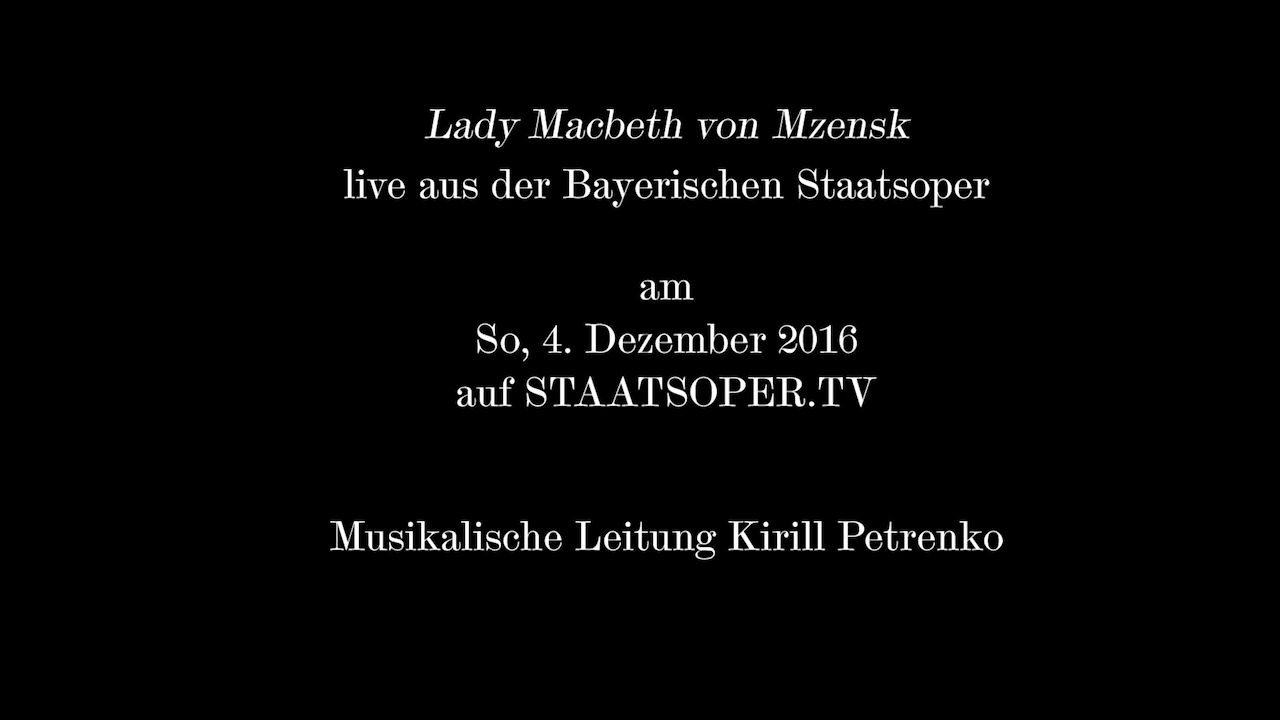 Lady Macbeth von Mzensk
live aus der Bayerischen Staatsoper
am
So, 4. Dezember 2016
auf STAATSOPER.TV
Musikalische Leitung Kirill Petrenko